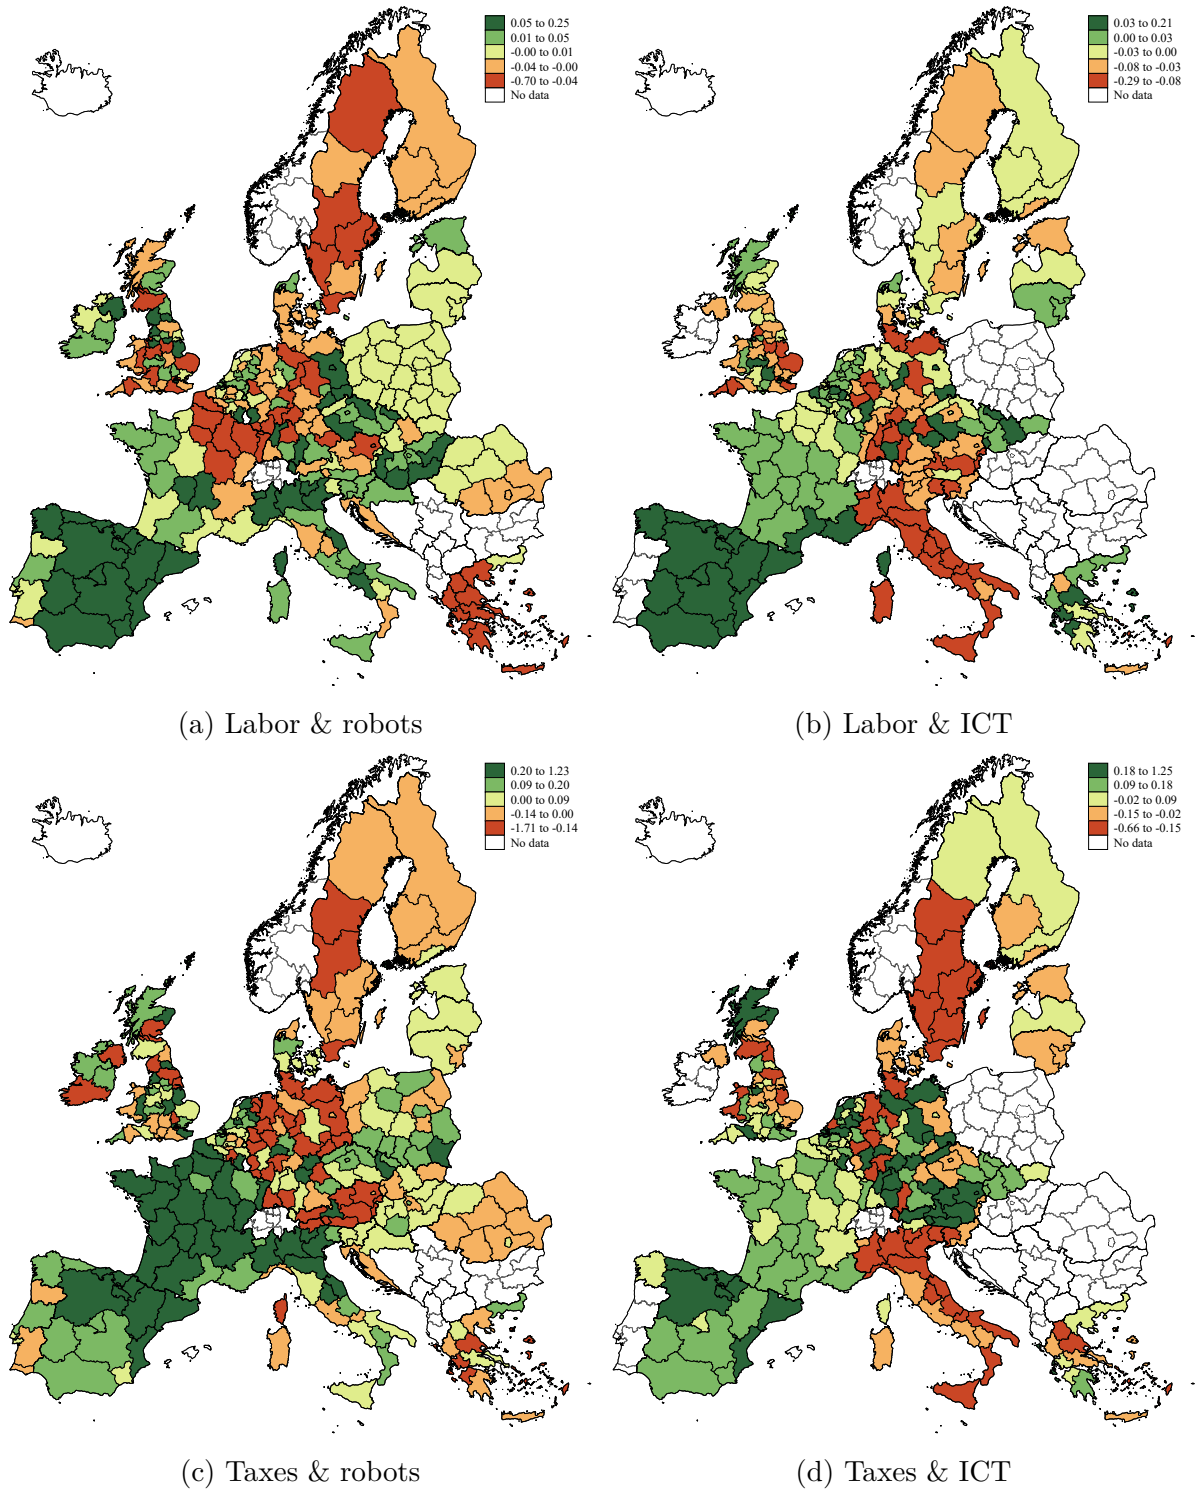 0.05 to 0.25
0.01 to 0.05
-0.00 to 0.01
-0.04 to -0.00
-0.70 to -0.04
No data
0.03 to 0.21
0.00 to 0.03
-0.03 to 0.00
-0.08 to -0.03
-0.29 to -0.08
No data
(a) Labor & robots
(b) Labor & ICT
0.20 to 1.23
0.09 to 0.20
0.00 to 0.09
-0.14 to 0.00
-1.71 to -0.14
No data
0.18 to 1.25
0.09 to 0.18
-0.02 to 0.09
-0.15 to -0.02
-0.66 to -0.15
No data
(c) Taxes & robots
(d) Taxes & ICT